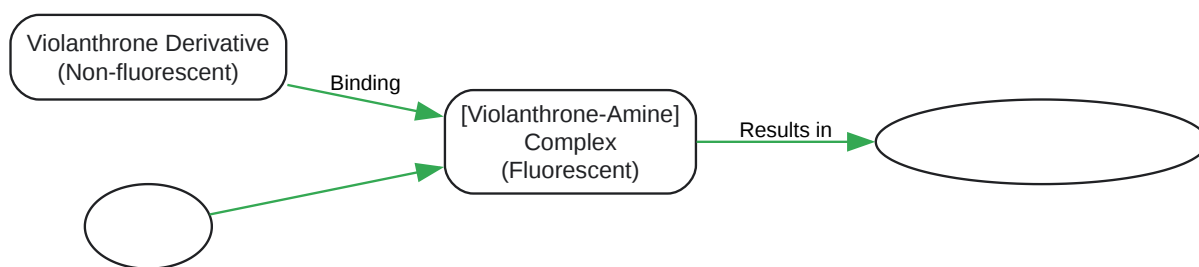 Violanthrone Derivative
(Non-fluorescent)
Binding
[Violanthrone-Amine]
Complex
(Fluorescent)
Results in